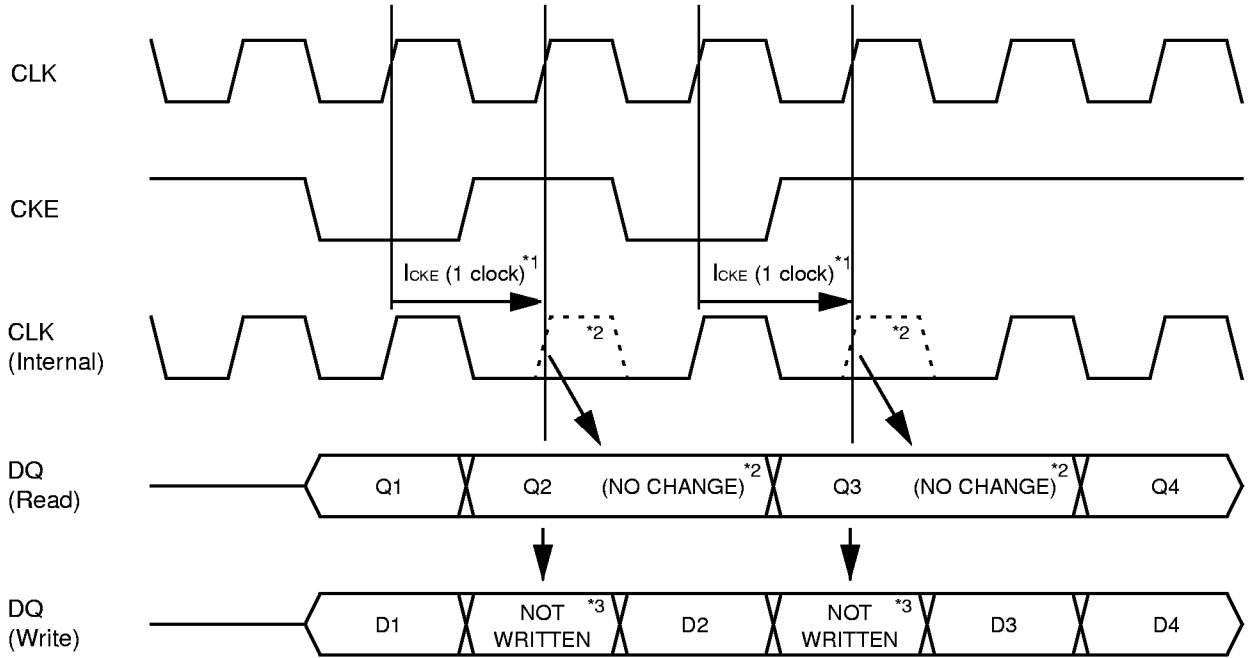 CLK
CKE
ICKE (1 clock)*1 ICKE (1 clock)*1
CLK
(Internal)
*2 *2
DQ
(Read)
Q1 Q2 (NO CHANGE)*2 Q3 (NO CHANGE)*2 Q4
DQ
(Write)
D1 NOT WRITTEN *3 D2 NOT WRITTEN *3 D3 D4